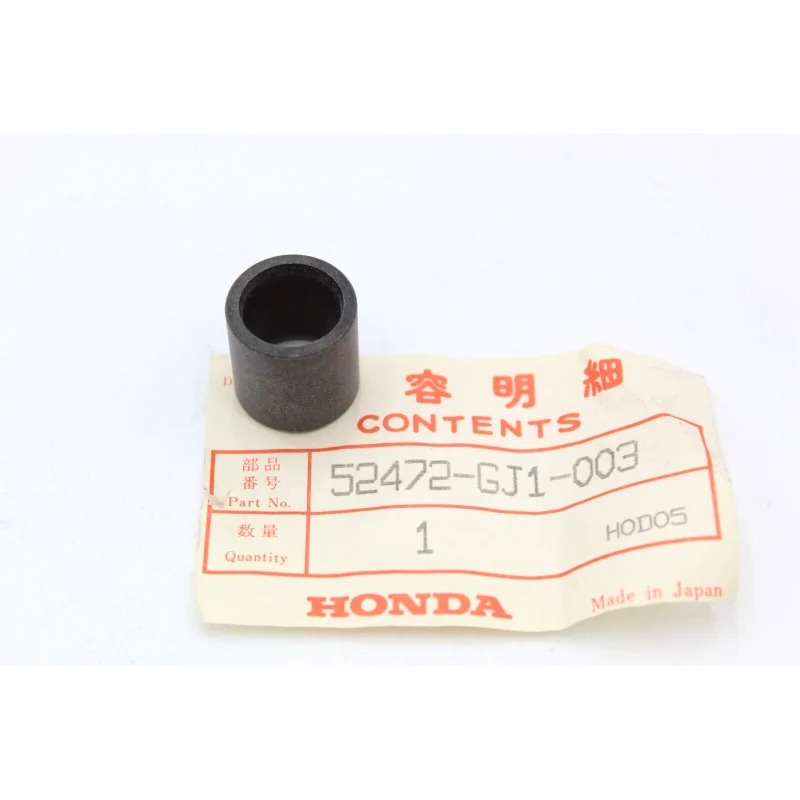 容明細
CONTENTS
部品
番号
Part No.
52472-GJ1-003
数量
Quantity
1
HOD05
HONDA
Made in Japan